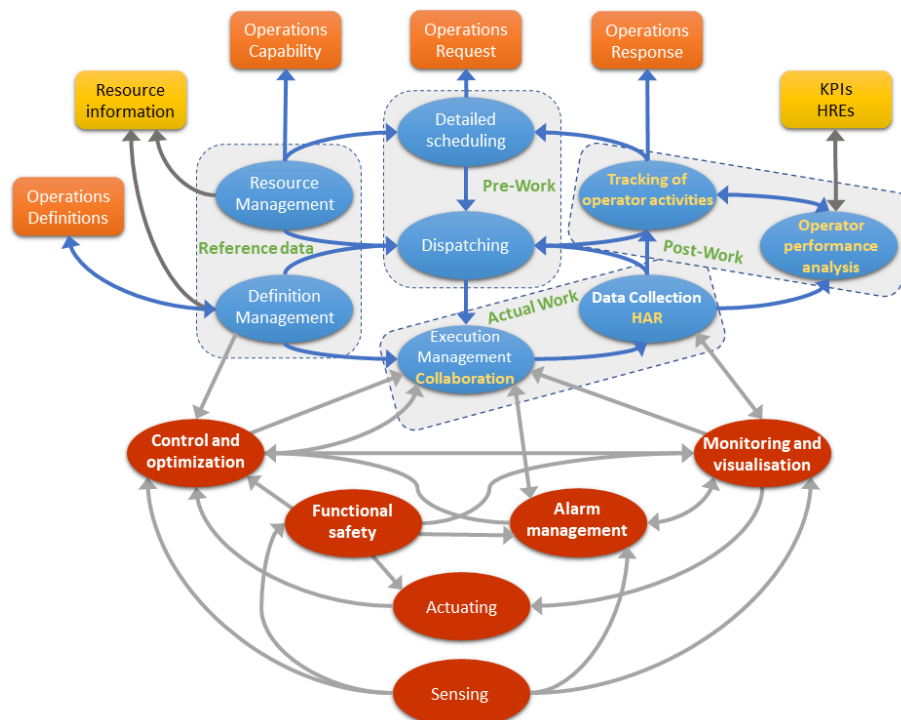 Operations
Capability
Operations
Request
Operations
Response
Resource
information
KPIs
HREs
Detailed
scheduling
Resource
Management
Pre-Work
Tracking of
operator activities
Operations
Definitions
Reference data
Dispatching
Post-Work
Operator
performance
analysis
Definition
Management
Actual Work
Data Collection
HAR
Execution
Management
Collaboration
Control and
optimization
Monitoring and
visualisation
Functional
safety
Alarm
management
Actuating
Sensing